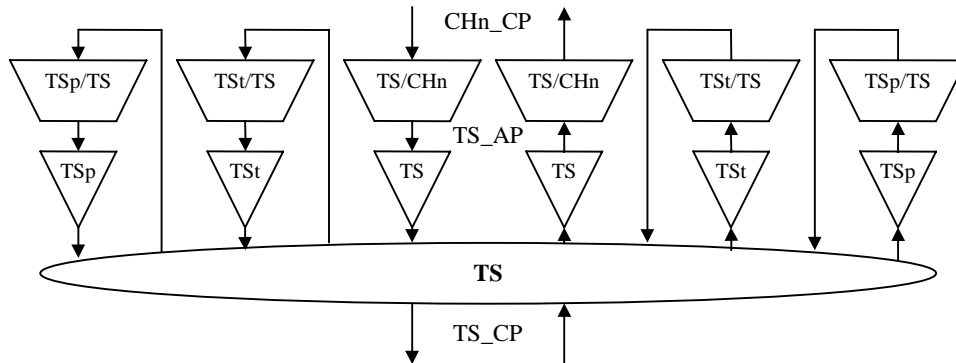 CHn_CP
TSp/TS TSt/TS TS/CHn TS/CHn TSt/TS TSp/TS
TS_AP
TSp TSt TS TS TSt TSp
TS
TS_CP